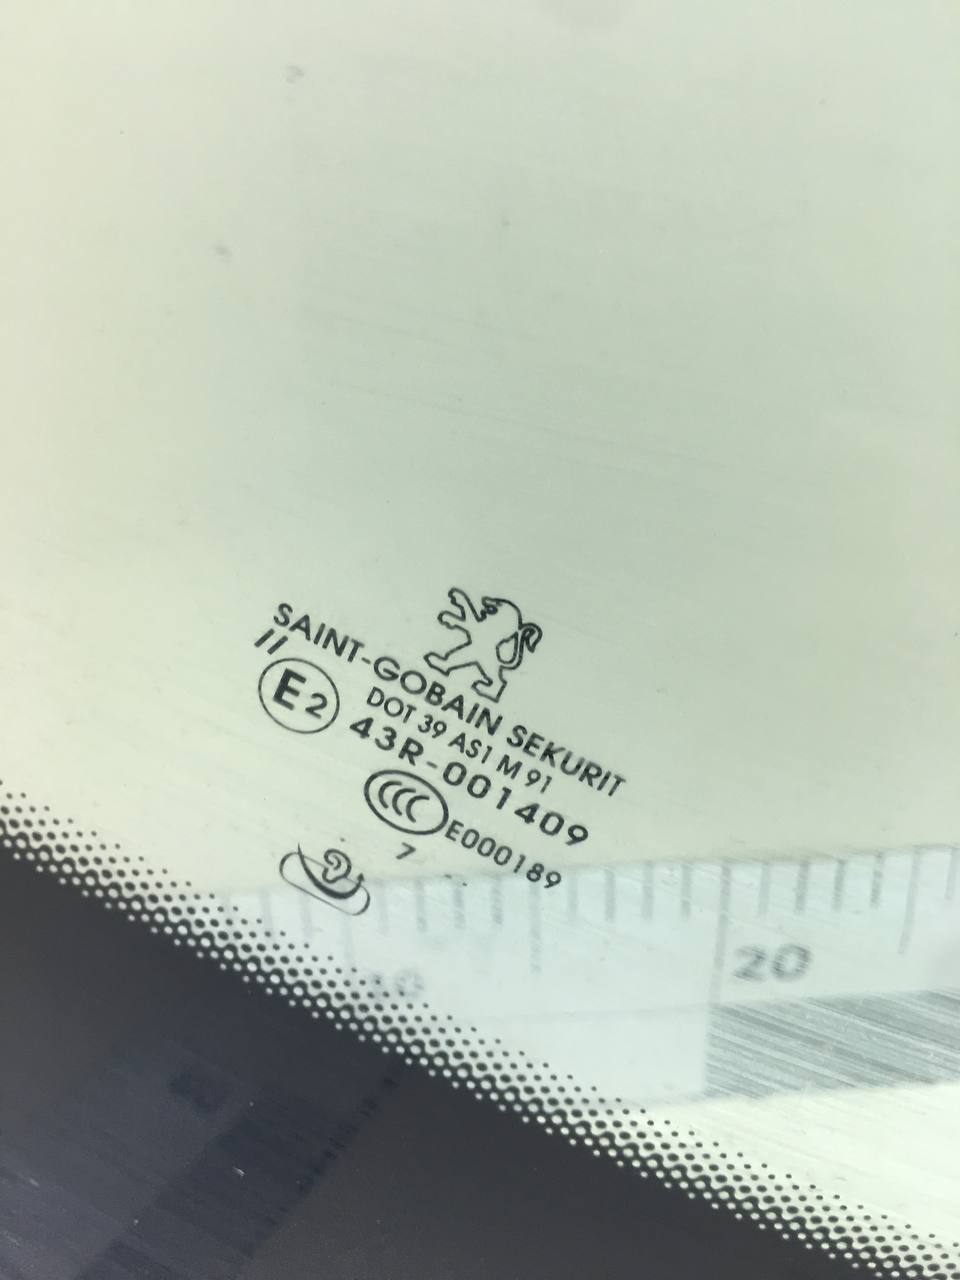 SAINT-GOBAIN SEKURIT
//
E2
DOT 39 AS1 M 91
43R-001409
CCC E000189
7
20